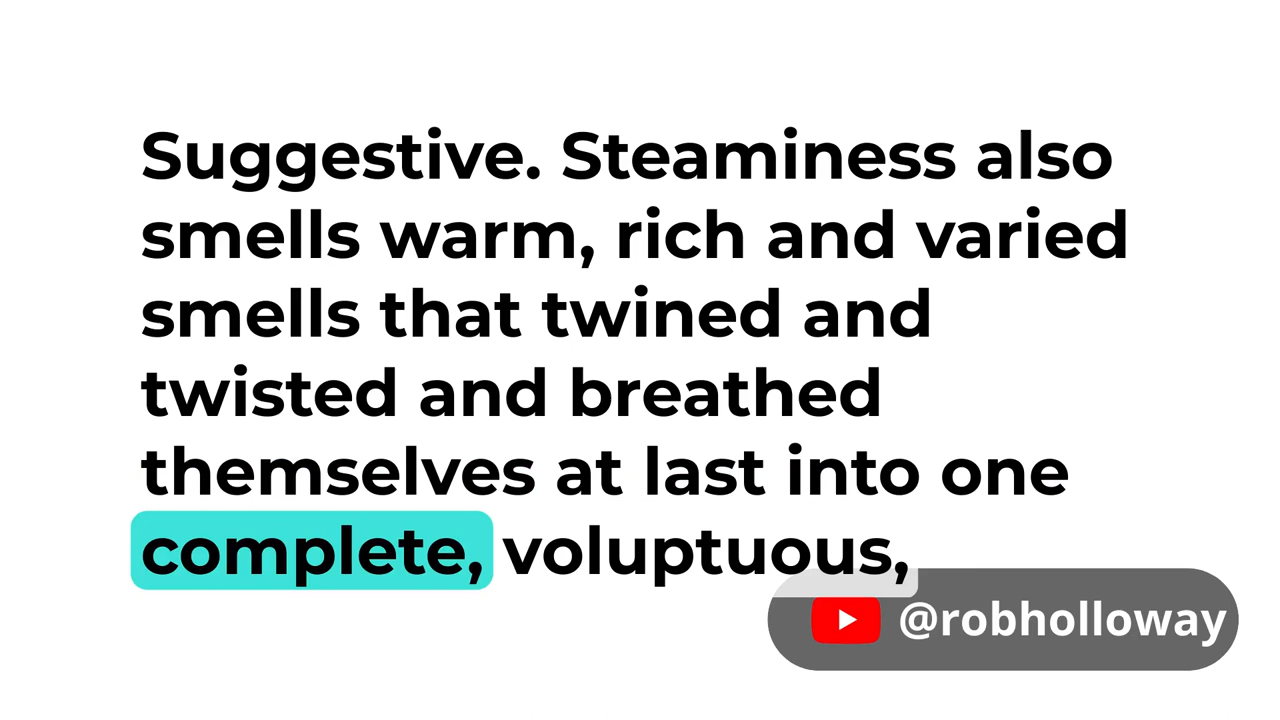 Suggestive. Steaminess also
smells warm, rich and varied
smells that twined and
twisted and breathed
themselves at last into one
complete, voluptuous,
@robholloway